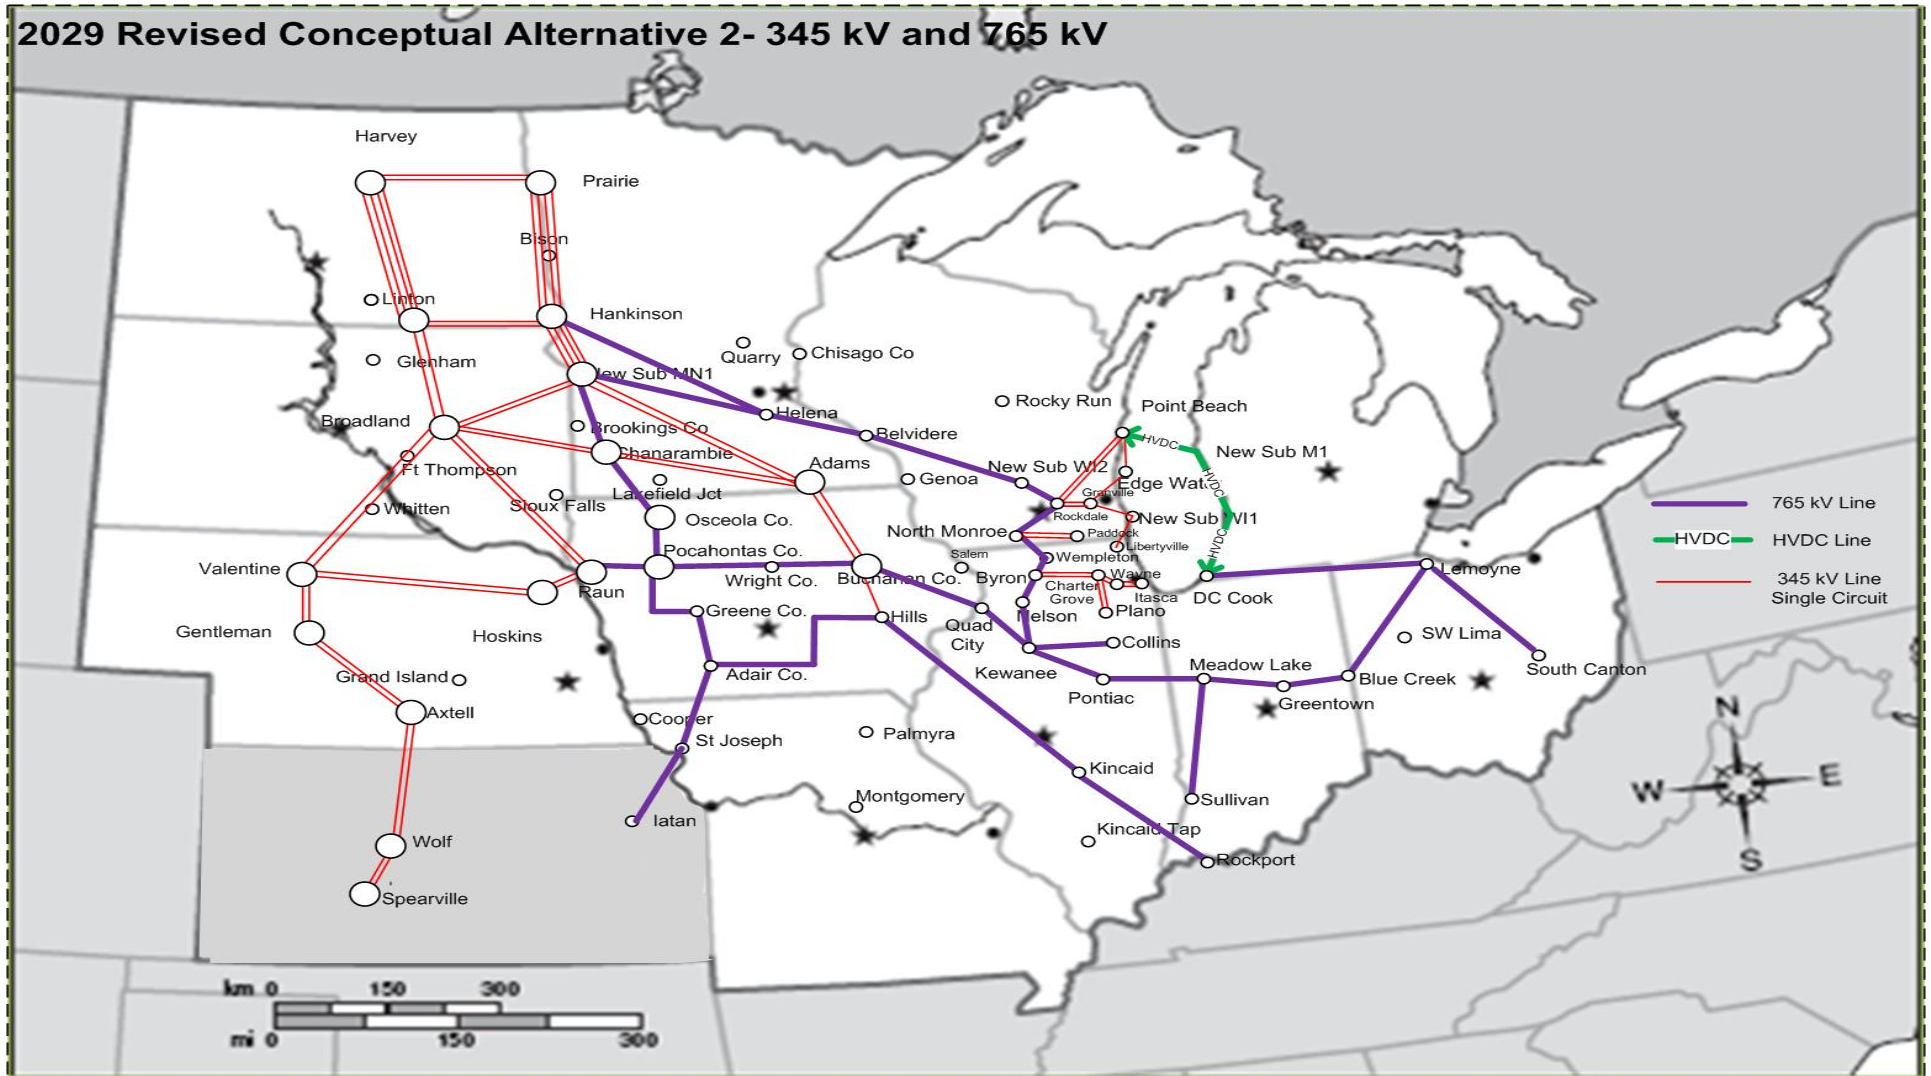 2029 Revised Conceptual Alternative 2- 345 kV and 765 kV
Harvey
Prairie
Bison
Linton
Hankinson
Glenham
Quarry
Chisago Co
New Sub MN1
Helena
Rocky Run
Point Beach
Broadland
Brookings Co
Belvidere
HVDC
New Sub M1
Shanarambie
Ft Thompson
Adams
New Sub WI2
HVDC
Edge Wat
Genoa
Lakefield Jct
Granville
Whitten
Sioux Falls
Rockdale
New Sub WI1
Osceola Co.
North Monroe
Paddock
HVDC
Libertyville
765 kV Line
HVDC
HVDC Line
345 kV Line
Single Circuit
Pocahontas Co.
Salem
Wempleton
Valentine
Wright Co.
Buchanan Co.
Byron
Wayne
Lemoyne
Raun
Charter
Grove
Itasca
DC Cook
Greene Co.
Hills
Nelson
Plano
Gentleman
Hoskins
Quad
City
Collins
SW Lima
Grand Island
Adair Co.
Kewanee
Meadow Lake
South Canton
Pontiac
Blue Creek
Greentown
Axtell
Cooper
St Joseph
Palmyra
N
Kincaid
W
E
Montgomery
Sullivan
Iatan
Kincaid Tap
Wolf
Rockport
S
Spearville
km 0 150 300
mi 0 150 300